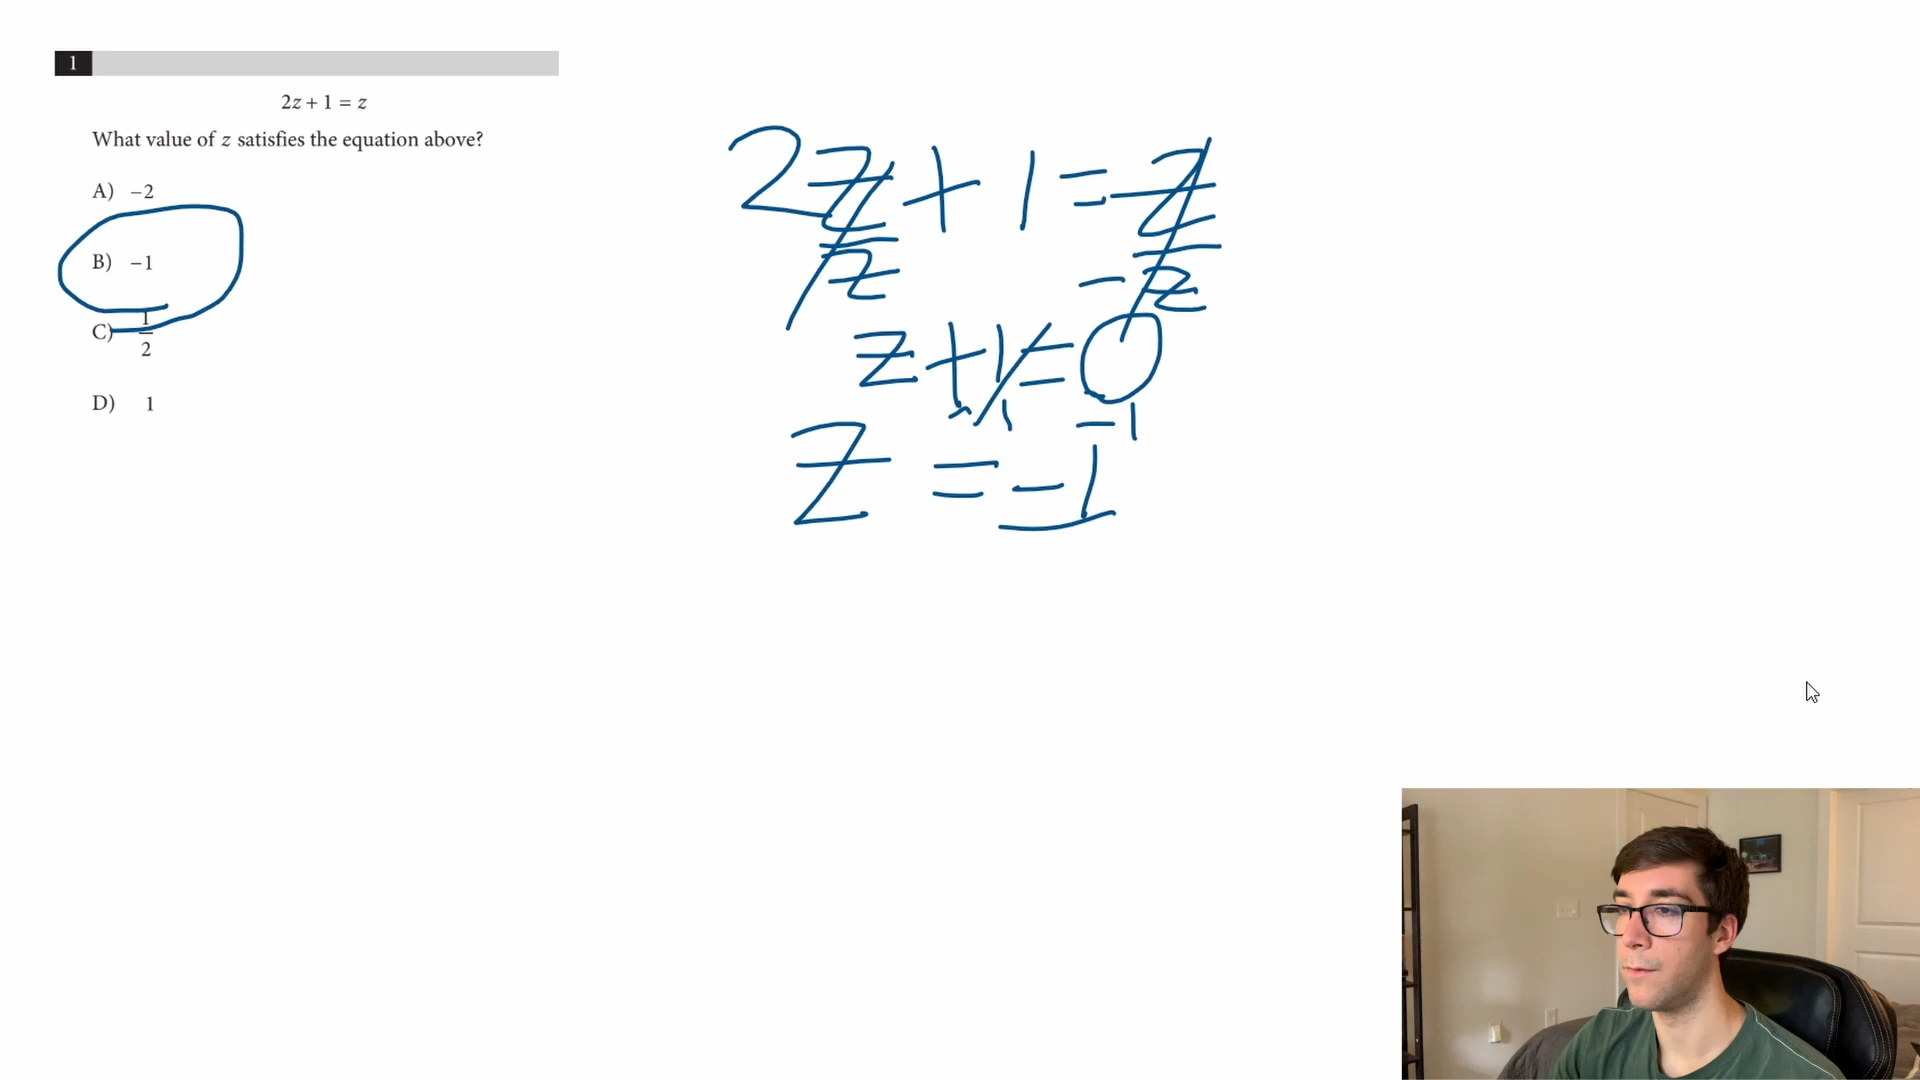 1
2z + 1 = z
What value of z satisfies the equation above?
A) −2
B) −1
C) 1/2
D) 1
2z + 1 = z
- z - z
z + 1 = 0
- 1 - 1
z = -1